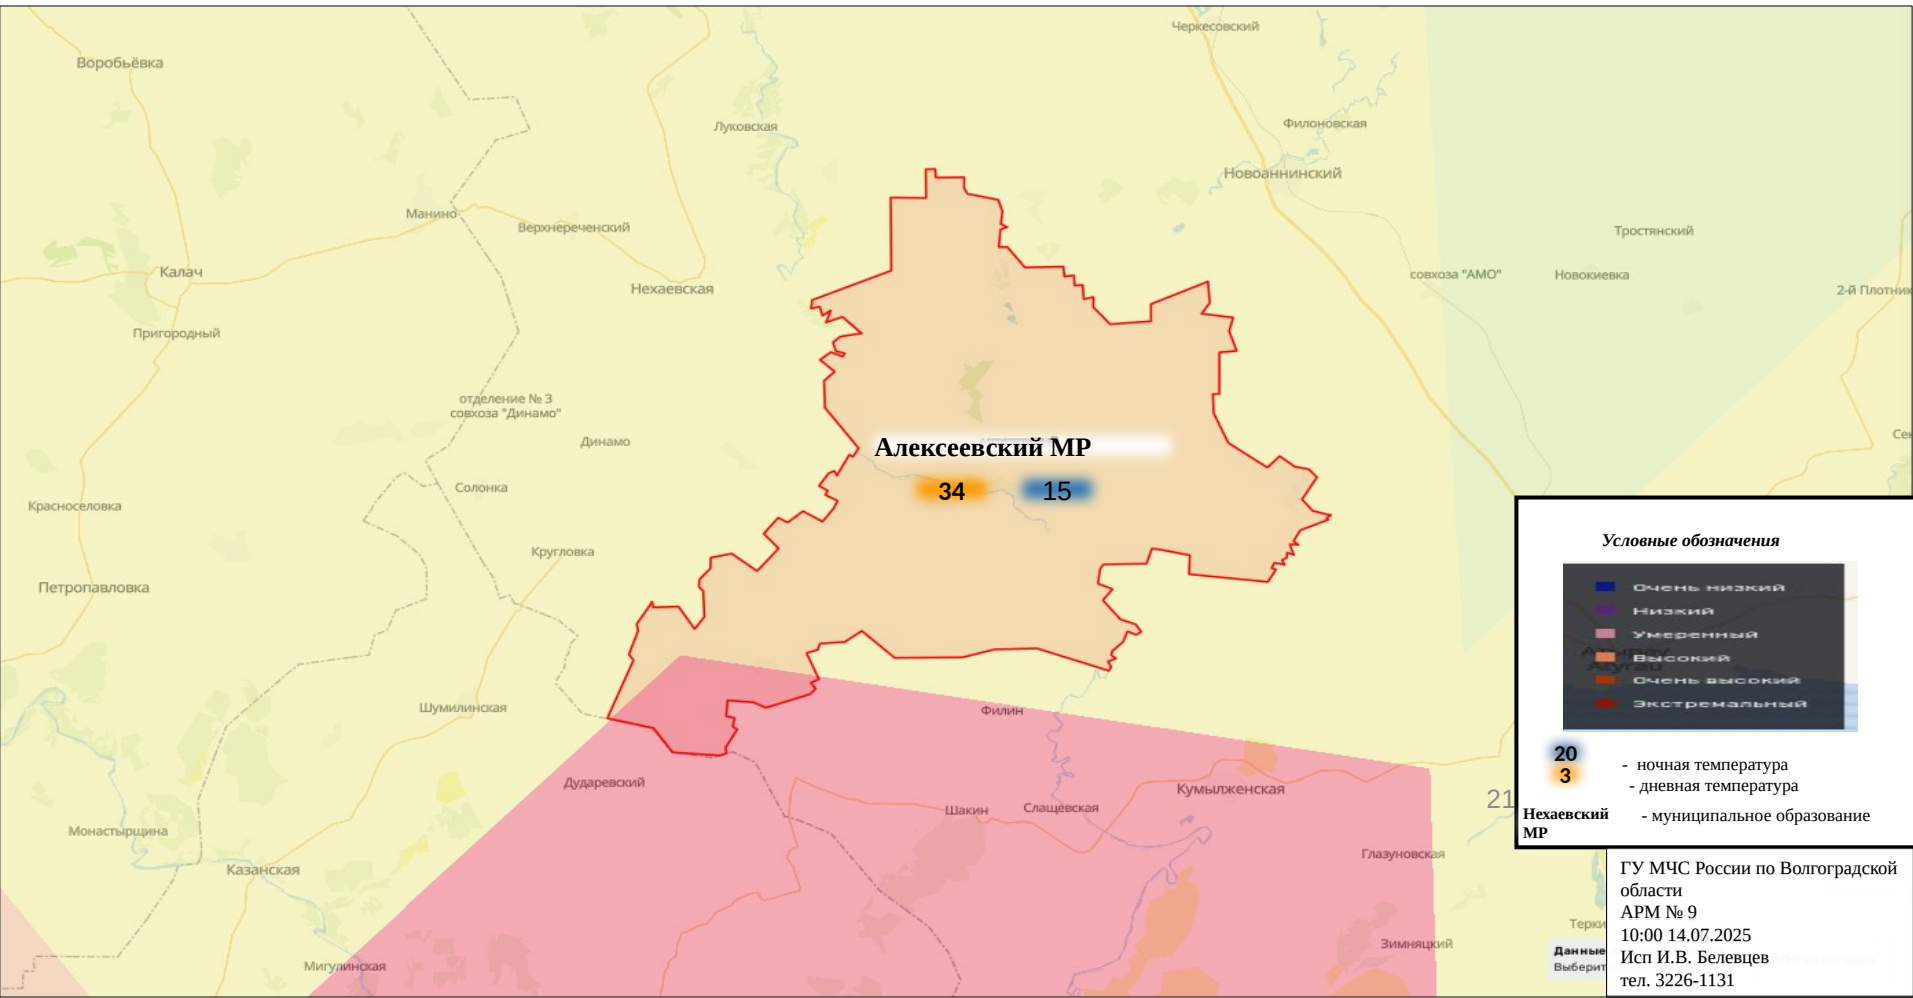 Черкесовский
Воробьёвка
Луковская
Филоновская
Новоаннинский
Манино
Верхнереченский
Тростянский
Калач
совхоза "АМО"
Новокиевка
Нехаевская
2-й Плотник
Пригородный
отделение № 3
совхоза "Динамо"
Динамо
Алексеевский МР
34
15
Солонка
Красноселовка
Кругловка
Петропавловка
Шумилинская
Филин
Дударевский
Кумылженская
Шакин
Слащевская
21
Монастырщина
Глазуновская
Казанская
Зимняцкий
Мигулинская
Терки
Данные
Выберит
Условные обозначения
Очень низкий
Низкий
Умеренный
Высокий
Очень высокий
Экстремальный
20
3
- ночная температура
- дневная температура
Нехаевский
МР
- муниципальное образование
ГУ МЧС России по Волгоградской
области
АРМ № 9
10:00 14.07.2025
Исп И.В. Белевцев
тел. 3226-1131